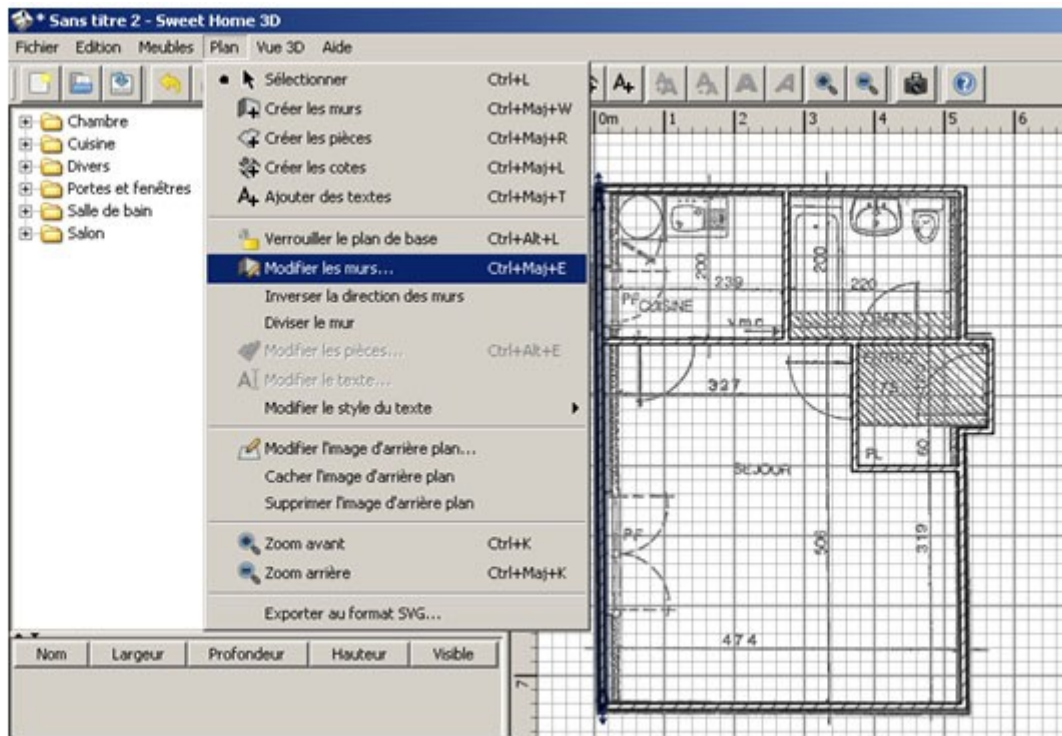 * Sans titre 2 - Sweet Home 3D
Fichier Edition Meubles Plan Vue 3D Aide
Sélectionner Ctrl+L
Créer les murs Ctrl+Maj+W
Créer les pièces Ctrl+Maj+R
Créer les cotes Ctrl+Maj+L
Ajouter des textes Ctrl+Maj+T
Verrouiller le plan de base Ctrl+Alt+L
Modifier les murs... Ctrl+Maj+E
Inverser la direction des murs
Diviser le mur
Modifier les pièces... Ctrl+Alt+E
Modifier le texte...
Modifier le style du texte
Modifier l'image d'arrière plan...
Cacher l'image d'arrière plan
Supprimer l'image d'arrière plan
Zoom avant Ctrl+K
Zoom arrière Ctrl+Maj+K
Exporter au format SVG...
Chambre
Cuisine
Divers
Portes et fenêtres
Salle de bain
Salon
Nom Largeur Profondeur Hauteur Visible
0m 1 2 3 4 5 6
200
239
200
220
PF
CUISINE
vmc
327
75
PL
60
SEJOUR
PF
506
319
474
7